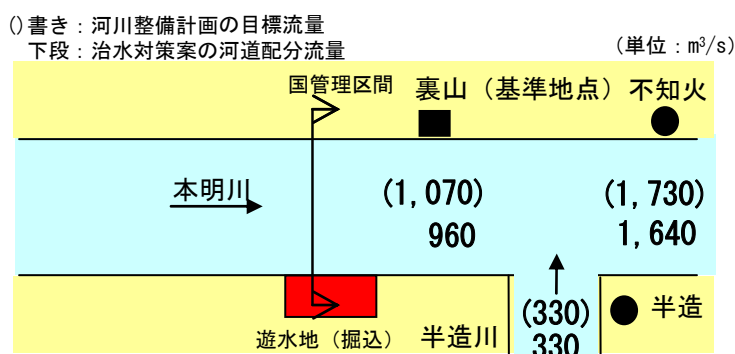 ()書き：河川整備計画の目標流量
下段：治水対策案の河道配分流量
(単位：m³/s)
国管理区間
裏山（基準地点）
不知火
本明川
(1,070)
960
(1,730)
1,640
(330)
330
半造
遊水地（掘込）
半造川